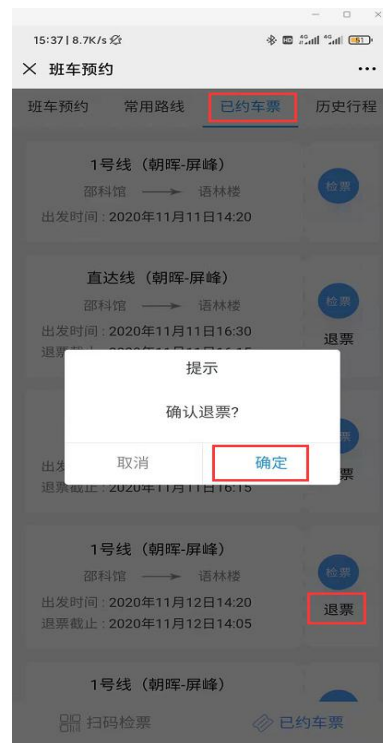 15:37 | 8.7K/s
HD 4G 4G 61
× 班车预约 •••
班车预约 常用路线 已约车票 历史行程
1号线（朝晖-屏峰）
邵科馆 → 语林楼 检票
出发时间：2020年11月11日14:20
直达线（朝晖-屏峰）
邵科馆 → 语林楼 检票
出发时间：2020年11月11日16:30
退票
提示
确认退票?
取消 确定
退票截止：2020年11月11日16:15
1号线（朝晖-屏峰）
邵科馆 → 语林楼 检票
出发时间：2020年11月12日14:20
退票
退票截止：2020年11月12日14:05
1号线（朝晖-屏峰）
扫码检票 已约车票